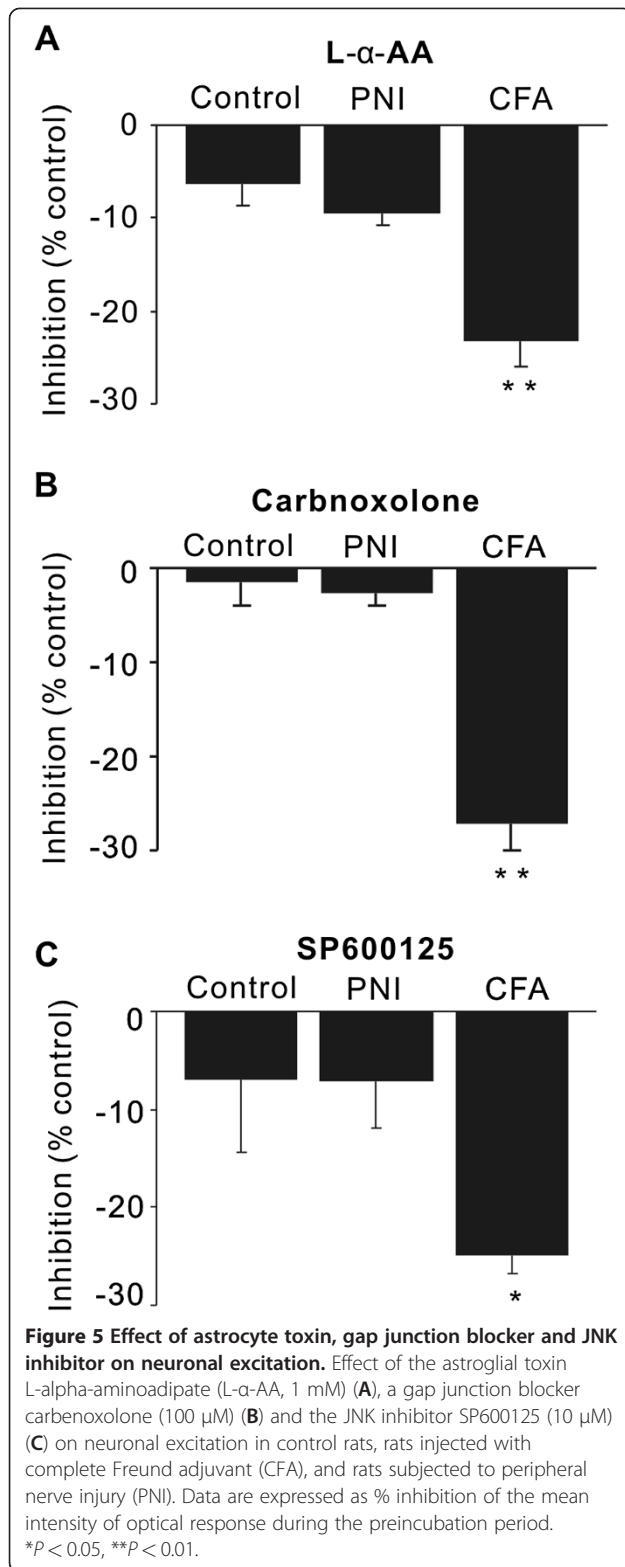 A
L-α-AA
Control PNI CFA
0
-10
-20
-30
Inhibition (% control)
* *
B
Carbnoxolone
Control PNI CFA
0
-10
-20
-30
Inhibition (% control)
* *
C
SP600125
Control PNI CFA
0
-10
-20
-30
Inhibition (% control)
*
Figure 5 Effect of astrocyte toxin, gap junction blocker and JNK
inhibitor on neuronal excitation. Effect of the astroglial toxin
L-alpha-aminoadipate (L-α-AA, 1 mM) (A), a gap junction blocker
carbenoxolone (100 μM) (B) and the JNK inhibitor SP600125 (10 μM)
(C) on neuronal excitation in control rats, rats injected with
complete Freund adjuvant (CFA), and rats subjected to peripheral
nerve injury (PNI). Data are expressed as % inhibition of the mean
intensity of optical response during the preincubation period.
*P < 0.05, **P < 0.01.